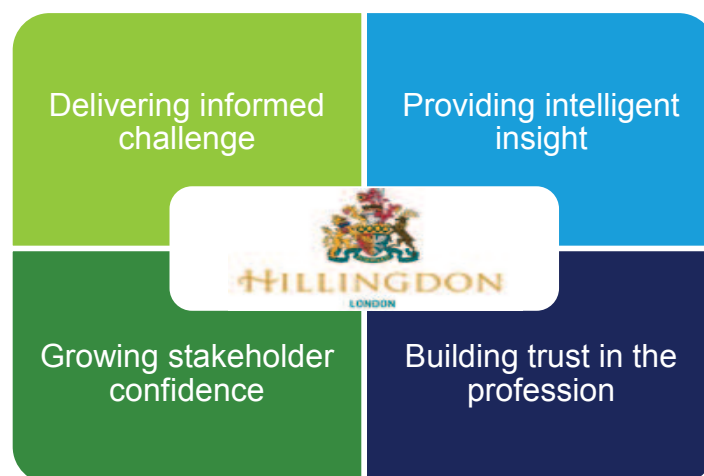 Delivering informed
challenge
Providing intelligent
insight
HILLINGDON
LONDON
Growing stakeholder
confidence
Building trust in the
profession